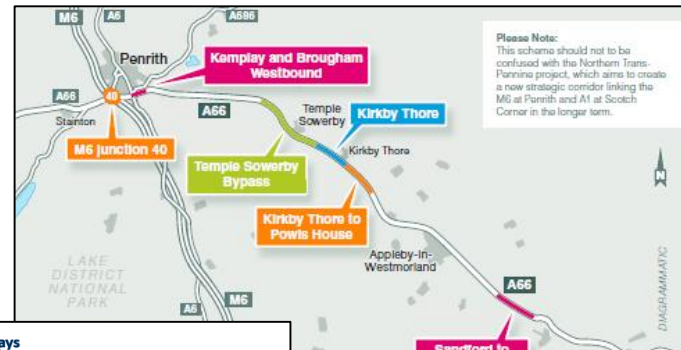 M6
A6
A686
Penrith
Kemplay and Brougham
Westbound
Please Note:
This scheme should not to be
confused with the Northern Trans-
Pennine project, which aims to create
a new strategic corridor linking the
M6 at Penrith and A1 at Scotch
Corner in the longer term.
A66
40
Stainton
A66
Temple
Sowerby
Kirkby Thore
M6 Junction 40
Kirkby Thore
Temple Sowerby
Bypass
N
Kirkby Thore to
Powis House
Appleby-in-
Westmorland
LAKE
DISTRICT
NATIONAL
PARK
A66
DIAGRAMMATIC
A6
M6
ays
Sandford to